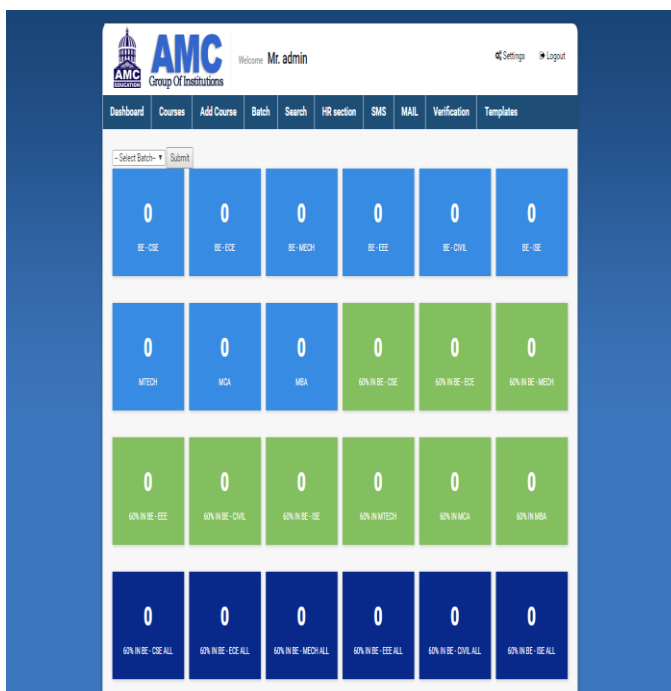 AMC
EDUCATION
AMC
Group Of Institutions
Welcome Mr. admin
Settings Logout
Dashboard Courses Add Course Batch Search HR section SMS MAIL Verification Templates
-- Select Batch-- Submit
0 0 0 0 0 0
BE - CSE BE - ECE BE - MECH BE - EEE BE - CIVIL BE - ISE
0 0 0 0 0 0
MTECH MCA MBA 60% IN BE - CSE 60% IN BE - ECE 60% IN BE - MECH
0 0 0 0 0 0
60% IN BE - EEE 60% IN BE - CIVIL 60% IN BE - ISE 60% IN MTECH 60% IN MCA 60% IN MBA
0 0 0 0 0 0
60% IN BE - CSE ALL 60% IN BE - ECE ALL 60% IN BE - MECH ALL 60% IN BE - EEE ALL 60% IN BE - CIVIL ALL 60% IN BE - ISE ALL